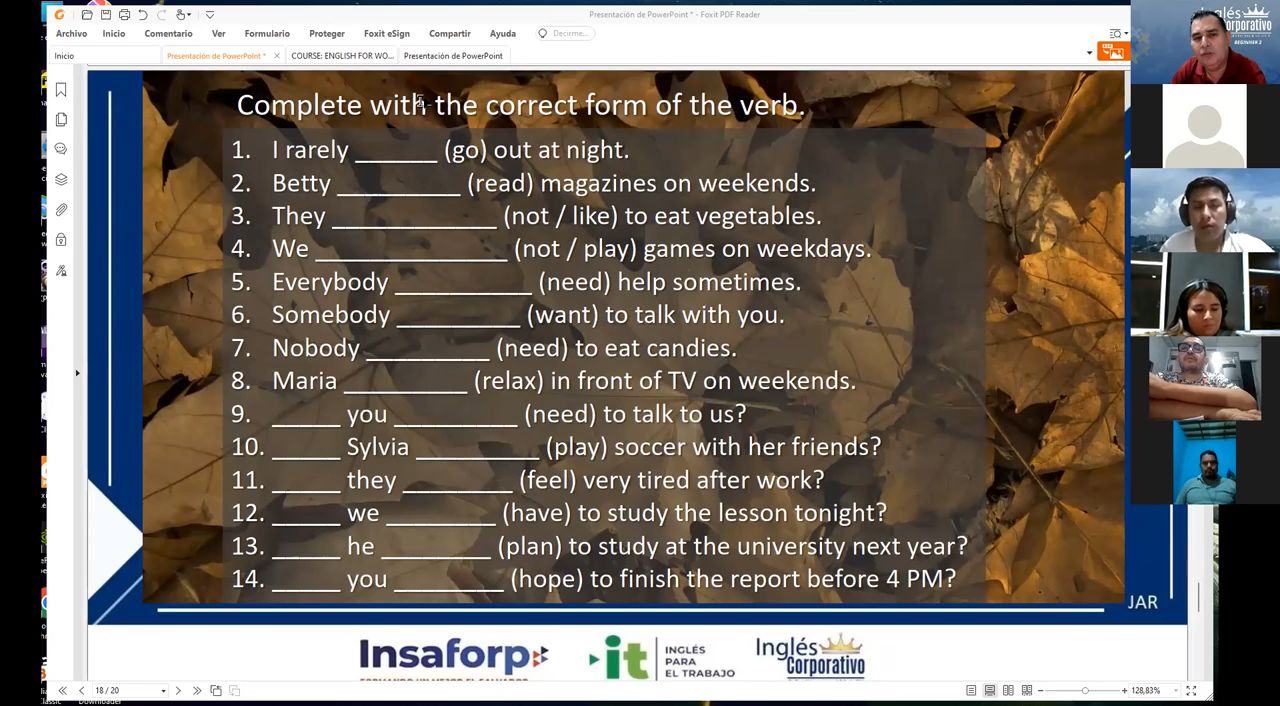 Presentación de PowerPoint * - Foxit PDF Reader
Archivo Inicio Comentario Ver Formulario Proteger Foxit eSign Compartir Ayuda Decirme...
Inicio Presentación de PowerPoint * COURSE: ENGLISH FOR WO... Presentación de PowerPoint
Complete with the correct form of the verb.
1. I rarely ______ (go) out at night.
2. Betty _________ (read) magazines on weekends.
3. They ____________ (not / like) to eat vegetables.
4. We ______________ (not / play) games on weekdays.
5. Everybody __________ (need) help sometimes.
6. Somebody _________ (want) to talk with you.
7. Nobody _________ (need) to eat candies.
8. Maria _________ (relax) in front of TV on weekends.
9. _____ you _________ (need) to talk to us?
10. _____ Sylvia _________ (play) soccer with her friends?
11. _____ they ________ (feel) very tired after work?
12. _____ we ________ (have) to study the lesson tonight?
13. _____ he ________ (plan) to study at the university next year?
14. _____ you ________ (hope) to finish the report before 4 PM?
JAR
Insaforp
it INGLÉS PARA EL TRABAJO
Inglés Corporativo
18 / 20
128,83%
Inglés
Corporativo
BEGINNER 2